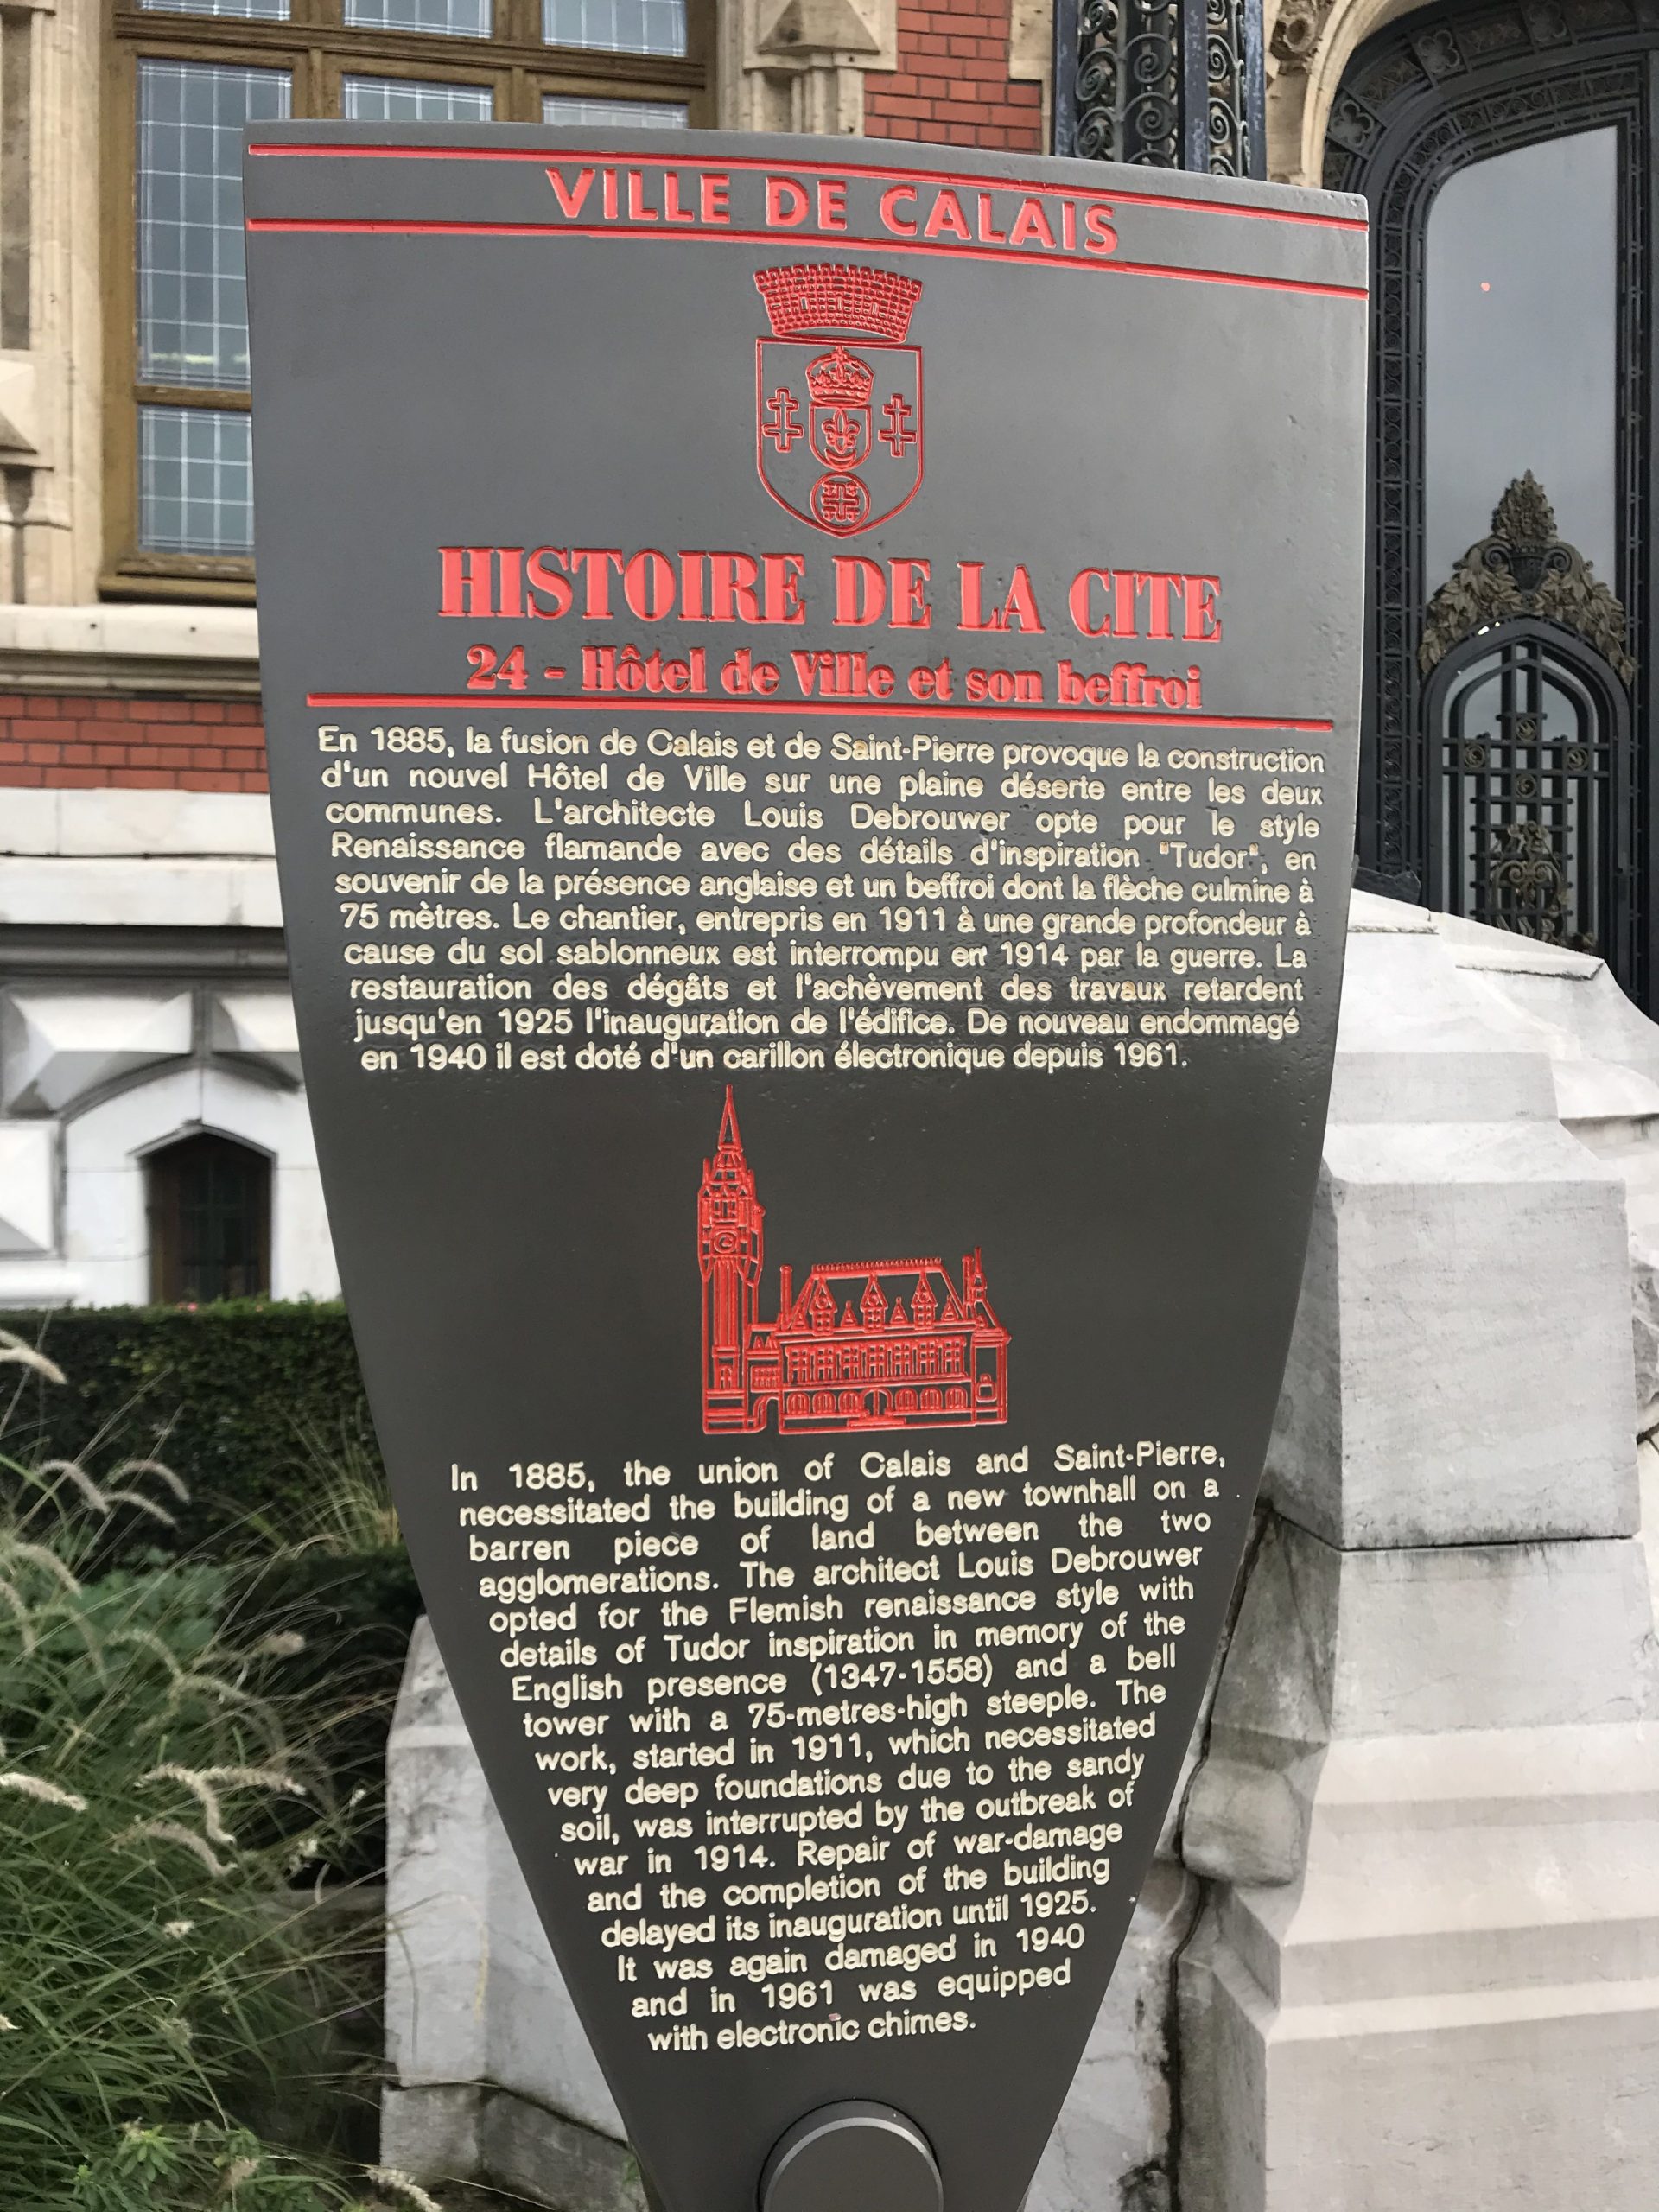 VILLE DE CALAIS
HISTOIRE DE LA CITE
24 - Hôtel de Ville et son beffroi
En 1885, la fusion de Calais et de Saint-Pierre provoque la construction
d'un nouvel Hôtel de Ville sur une plaine déserte entre les deux
communes. L'architecte Louis Debrouwer opte pour le style
Renaissance flamande avec des détails d'inspiration "Tudor", en
souvenir de la présence anglaise et un beffroi dont la flèche culmine à
75 mètres. Le chantier, entrepris en 1911 à une grande profondeur à
cause du sol sablonneux est interrompu en 1914 par la guerre. La
restauration des dégâts et l'achèvement des travaux retardent
jusqu'en 1925 l'inauguration de l'édifice. De nouveau endommagé
en 1940 il est doté d'un carillon électronique depuis 1961.
In 1885, the union of Calais and Saint-Pierre,
necessitated the building of a new townhall on a
barren piece of land between the two
agglomerations. The architect Louis Debrouwer
opted for the Flemish renaissance style with
details of Tudor inspiration in memory of the
English presence (1347-1558) and a bell
tower with a 75-metres-high steeple. The
work, started in 1911, which necessitated
very deep foundations due to the sandy
soil, was interrupted by the outbreak of
war in 1914. Repair of war-damage
and the completion of the building
delayed its inauguration until 1925.
It was again damaged in 1940
and in 1961 was equipped
with electronic chimes.